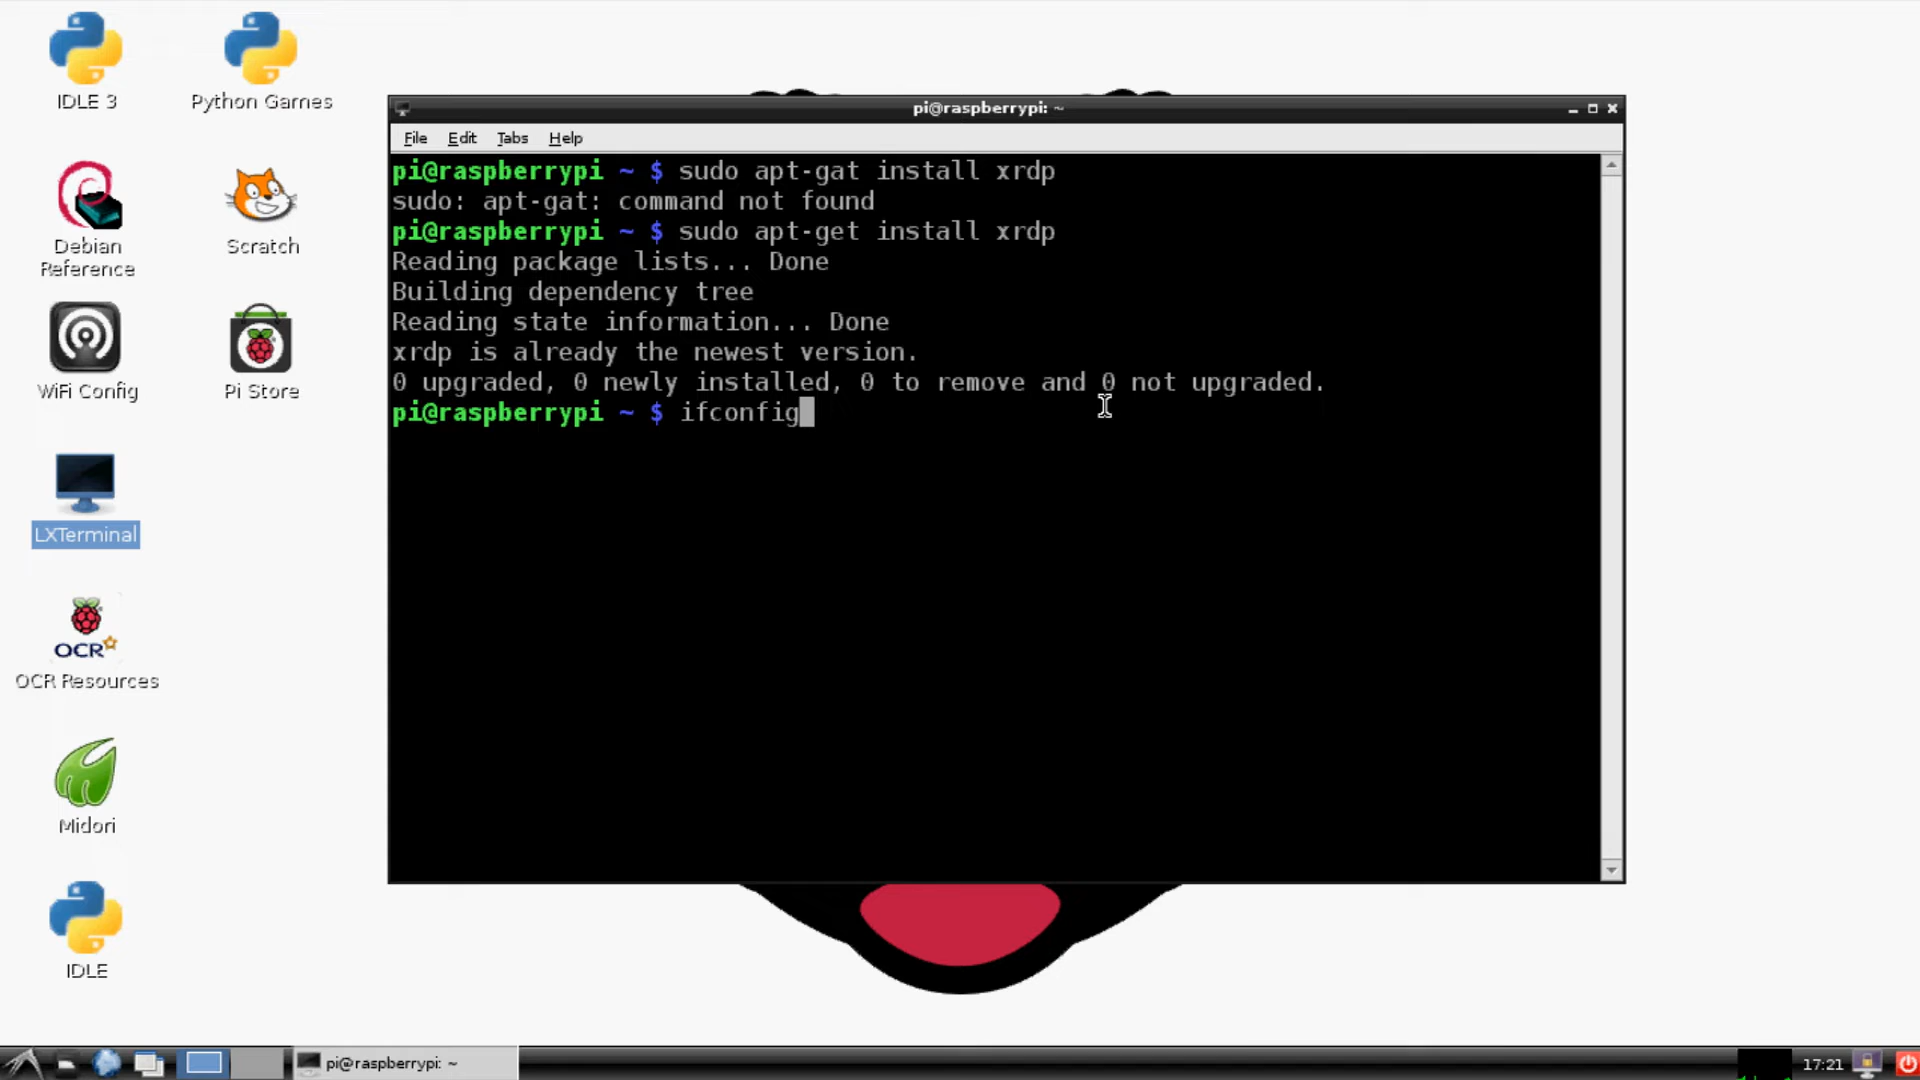 IDLE 3
Python Games
Debian
Reference
Scratch
WiFi Config
Pi Store
LXTerminal
OCR
OCR Resources
Midori
IDLE
pi@raspberrypi: ~
File Edit Tabs Help
pi@raspberrypi ~ $ sudo apt-gat install xrdp
sudo: apt-gat: command not found
pi@raspberrypi ~ $ sudo apt-get install xrdp
Reading package lists... Done
Building dependency tree
Reading state information... Done
xrdp is already the newest version.
0 upgraded, 0 newly installed, 0 to remove and 0 not upgraded.
pi@raspberrypi ~ $ ifconfig
pi@raspberrypi: ~
17:21